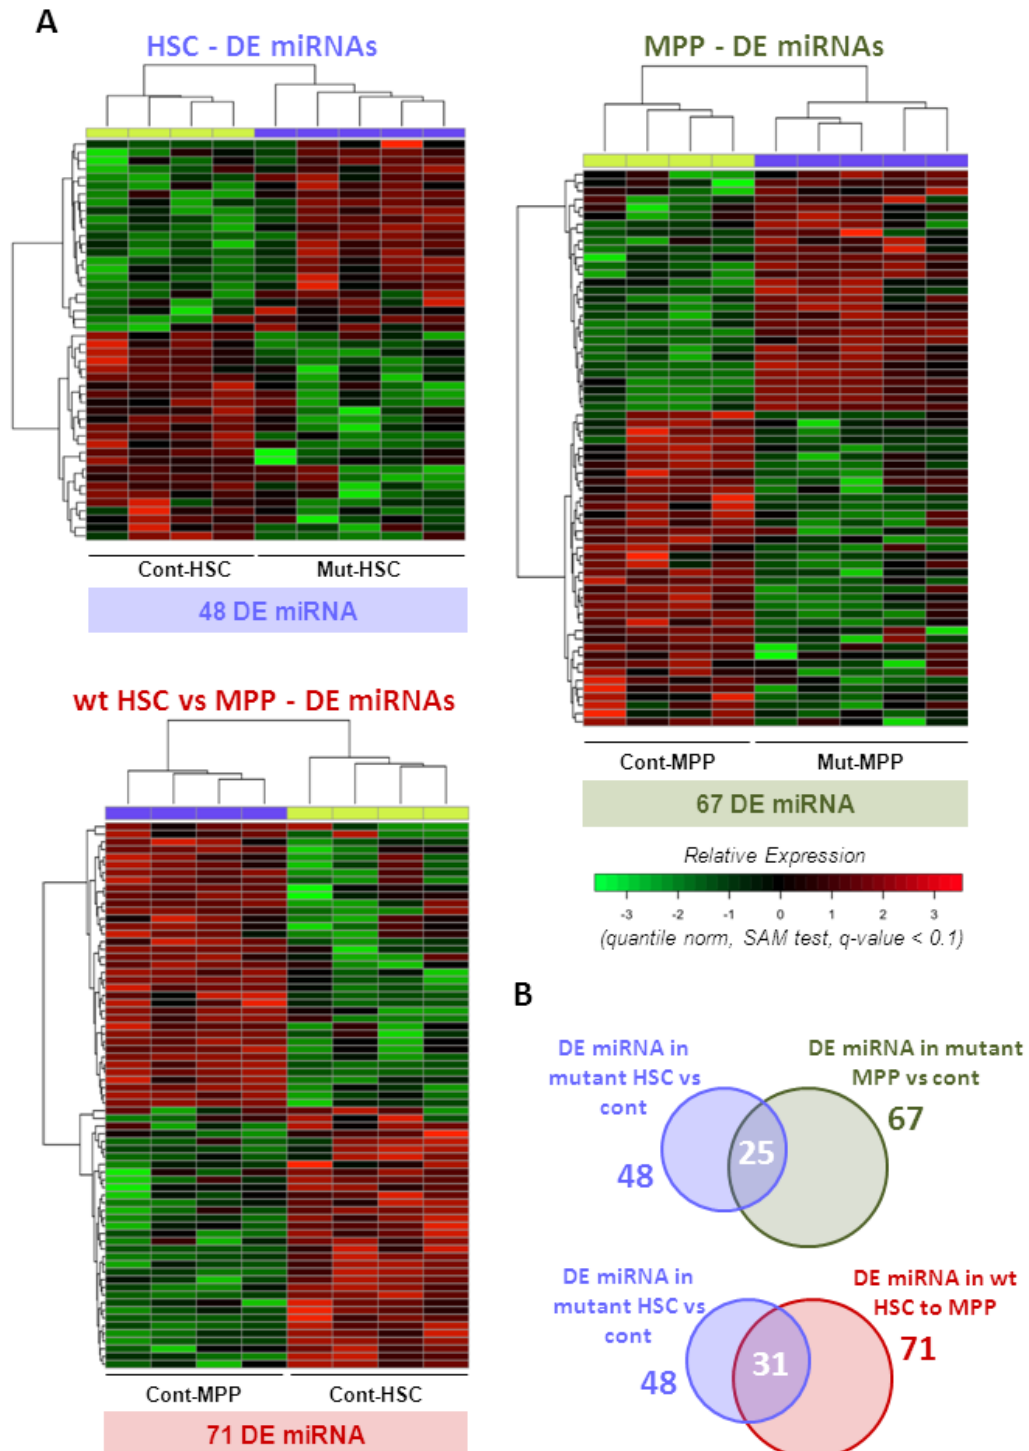 A
HSC - DE miRNAs
Cont-HSC
Mut-HSC
48 DE miRNA
MPP - DE miRNAs
Cont-MPP
Mut-MPP
67 DE miRNA
wt HSC vs MPP - DE miRNAs
Cont-MPP
Cont-HSC
71 DE miRNA
Relative Expression
-3 -2 -1 0 1 2 3
(quantile norm, SAM test, q-value < 0.1)
B
DE miRNA in
mutant HSC vs
cont
48
25
DE miRNA in mutant
MPP vs cont
67
DE miRNA in
mutant HSC vs
cont
48
31
DE miRNA in wt
HSC to MPP
71